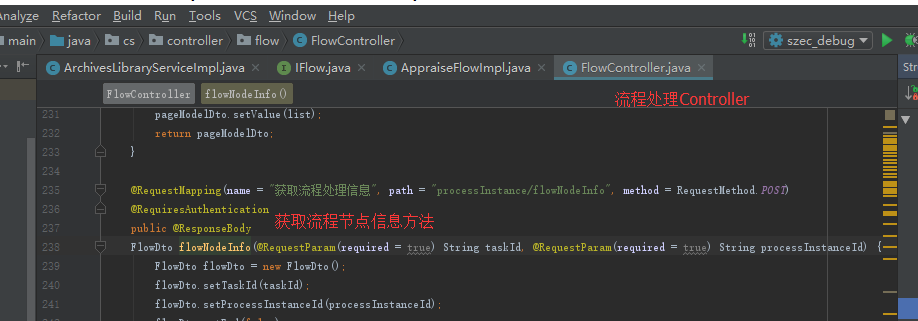 Analyze Refactor Build Run Tools VCS Window Help
main java cs controller flow FlowController szec_debug
ArchivesLibraryServiceImpl.java IFlow.java AppraiseFlowImpl.java FlowController.java Str
FlowController flowNodeInfo()
流程处理Controller
231 pageModelDto.setValue(list);
232 return pageModelDto;
233 }
234
235 @RequestMapping(name = "获取流程处理信息", path = "processInstance/flowNodeInfo", method = RequestMethod.POST)
236 @RequiresAuthentication
237 public @ResponseBody
获取流程节点信息方法
238 FlowDto flowNodeInfo(@RequestParam(required = true) String taskId, @RequestParam(required = true) String processInstanceId) {
239 FlowDto flowDto = new FlowDto();
240 flowDto.setTaskId(taskId);
241 flowDto.setProcessInstanceId(processInstanceId);